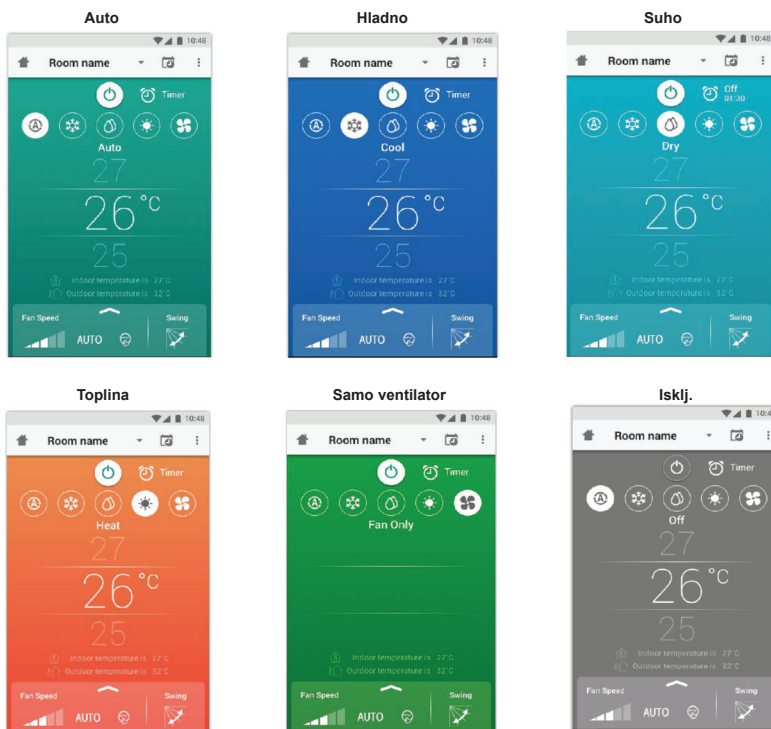 Auto
10:48
Room name
Timer
Auto
27
26°C
25
Indoor temperature is 27°C
Outdoor temperature is 32°C
Fan Speed
Swing
AUTO
Hladno
10:48
Room name
Timer
Cool
27
26°C
25
Indoor temperature is 27°C
Outdoor temperature is 32°C
Fan Speed
Swing
AUTO
Suho
10:48
Room name
Off
01:30
Dry
27
26°C
25
Indoor temperature is 27°C
Outdoor temperature is 32°C
Fan Speed
Swing
AUTO
Toplina
10:48
Room name
Timer
Heat
27
26°C
25
Indoor temperature is 27°C
Outdoor temperature is 32°C
Fan Speed
Swing
AUTO
Samo ventilator
10:48
Room name
Timer
Fan Only
Indoor temperature is 27°C
Outdoor temperature is 32°C
Fan Speed
Swing
AUTO
Isklj.
10:4
Room name
Timer
Off
27
26°C
25
Indoor temperature is 27°C
Outdoor temperature is 32°C
Fan Speed
Swing
AUTO